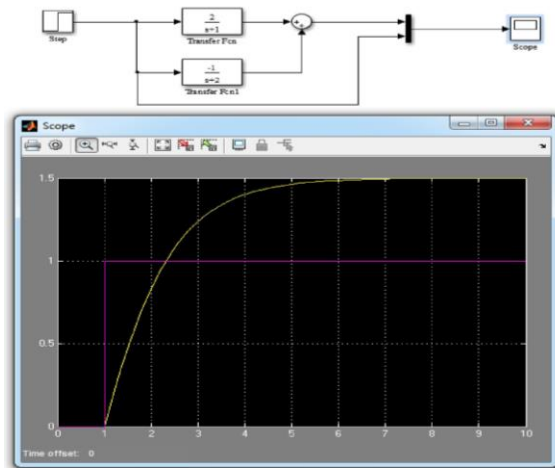 Step
2
s+1
Transfer Fcn
-1
s+2
Transfer Fcn1
Scope
Scope
1.5
1
0.5
0
0 1 2 3 4 5 6 7 8 9 10
Time offset: 0